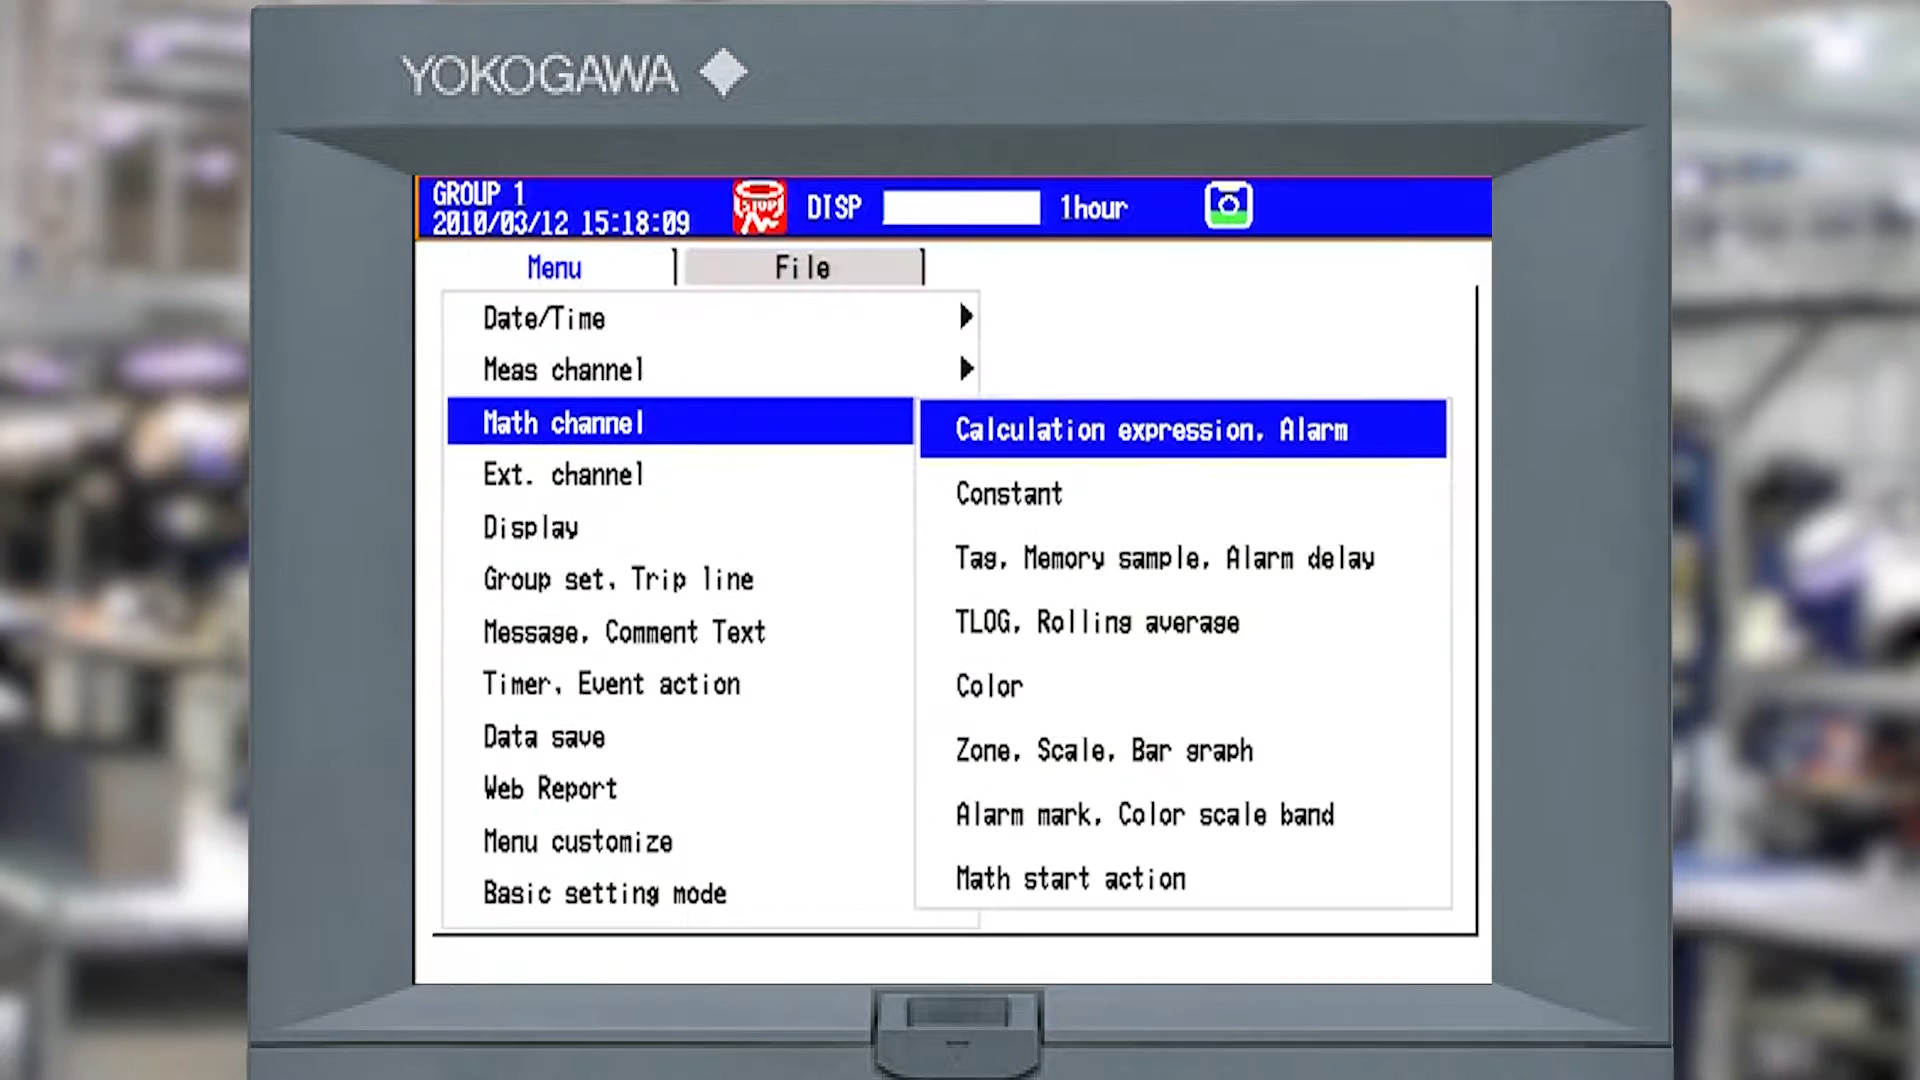 YOKOGAWA
GROUP 1
2010/03/12 15:18:09
STOP
DISP
1hour
Menu
File
Date/Time
Meas channel
Math channel
Ext. channel
Display
Group set, Trip line
Message, Comment Text
Timer, Event action
Data save
Web Report
Menu customize
Basic setting mode
Calculation expression, Alarm
Constant
Tag, Memory sample, Alarm delay
TLOG, Rolling average
Color
Zone, Scale, Bar graph
Alarm mark, Color scale band
Math start action